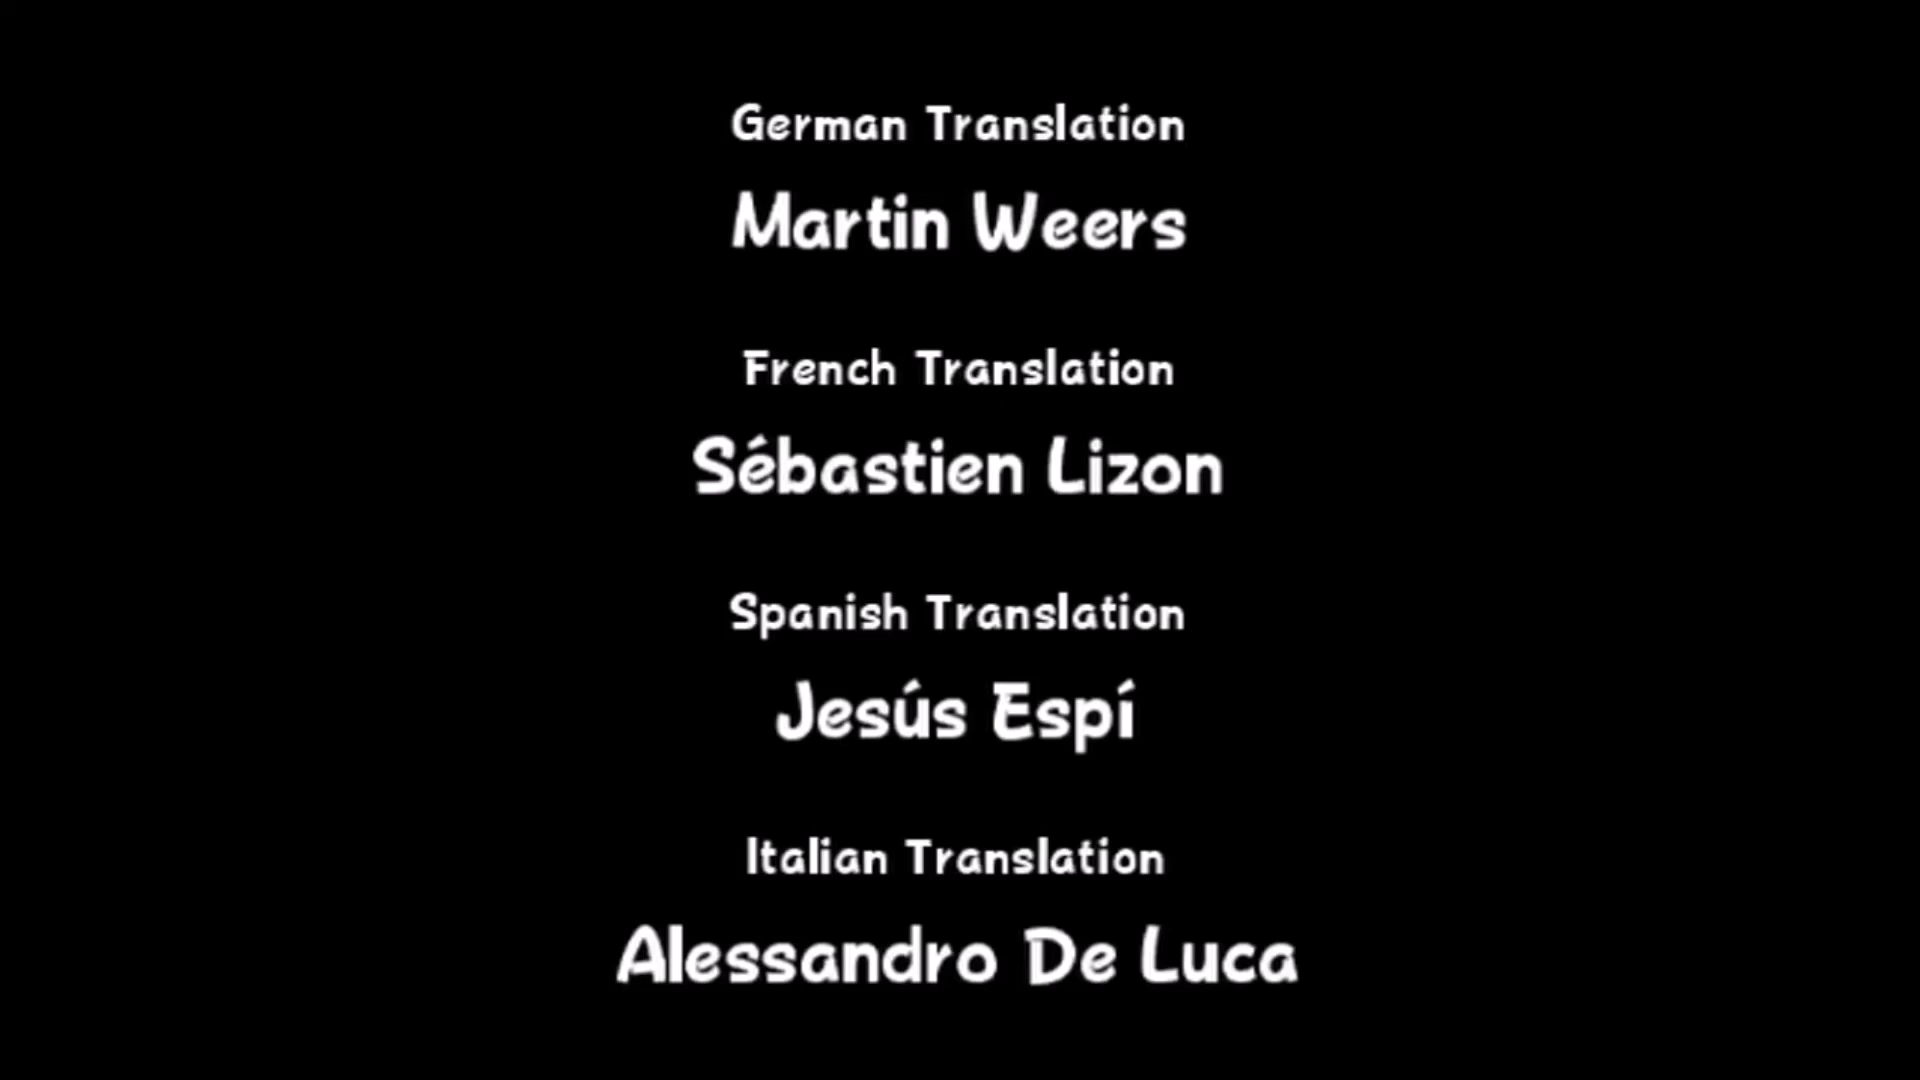 German Translation
Martin Weers
French Translation
Sébastien Lizon
Spanish Translation
Jesús Espí
Italian Translation
Alessandro De Luca